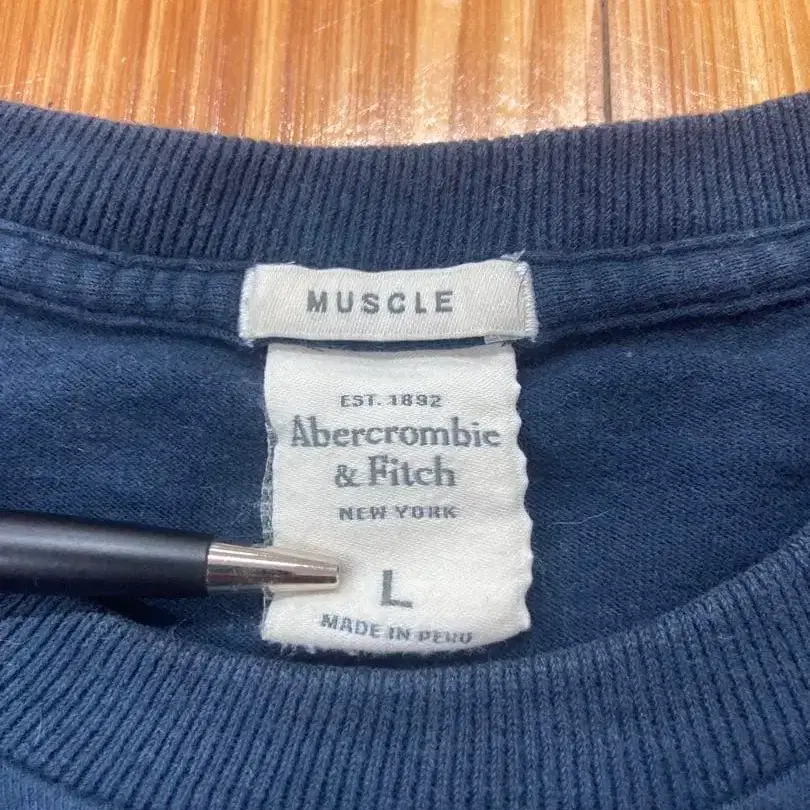 MUSCLE
EST. 1892
Abercrombie
& Fitch
NEW YORK
L
MADE IN PERU